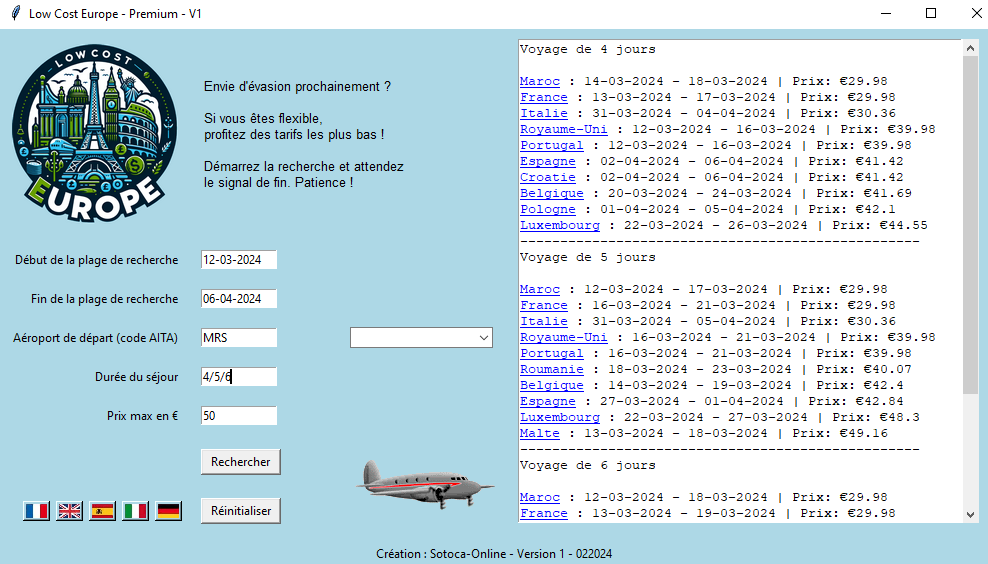 Low Cost Europe - Premium - V1
LOW COST
EUROPE
Envie d'évasion prochainement ?
Si vous êtes flexible,
profitez des tarifs les plus bas !
Démarrez la recherche et attendez
le signal de fin. Patience !
Début de la plage de recherche 12-03-2024
Fin de la plage de recherche 06-04-2024
Aéroport de départ (code AITA) MRS
Durée du séjour 4/5/6
Prix max en € 50
Rechercher
Réinitialiser
Voyage de 4 jours
Maroc : 14-03-2024 - 18-03-2024 | Prix: €29.98
France : 13-03-2024 - 17-03-2024 | Prix: €29.98
Italie : 31-03-2024 - 04-04-2024 | Prix: €30.36
Royaume-Uni : 12-03-2024 - 16-03-2024 | Prix: €39.98
Portugal : 12-03-2024 - 16-03-2024 | Prix: €39.98
Espagne : 02-04-2024 - 06-04-2024 | Prix: €41.42
Croatie : 02-04-2024 - 06-04-2024 | Prix: €41.42
Belgique : 20-03-2024 - 24-03-2024 | Prix: €41.69
Pologne : 01-04-2024 - 05-04-2024 | Prix: €42.1
Luxembourg : 22-03-2024 - 26-03-2024 | Prix: €44.55
--------------------------------------------------
Voyage de 5 jours
Maroc : 12-03-2024 - 17-03-2024 | Prix: €29.98
France : 16-03-2024 - 21-03-2024 | Prix: €29.98
Italie : 31-03-2024 - 05-04-2024 | Prix: €30.36
Royaume-Uni : 16-03-2024 - 21-03-2024 | Prix: €39.98
Portugal : 16-03-2024 - 21-03-2024 | Prix: €39.98
Roumanie : 18-03-2024 - 23-03-2024 | Prix: €40.07
Belgique : 14-03-2024 - 19-03-2024 | Prix: €42.4
Espagne : 27-03-2024 - 01-04-2024 | Prix: €42.84
Luxembourg : 22-03-2024 - 27-03-2024 | Prix: €48.3
Malte : 13-03-2024 - 18-03-2024 | Prix: €49.16
--------------------------------------------------
Voyage de 6 jours
Maroc : 12-03-2024 - 18-03-2024 | Prix: €29.98
France : 13-03-2024 - 19-03-2024 | Prix: €29.98
Création : Sotoca-Online - Version 1 - 022024